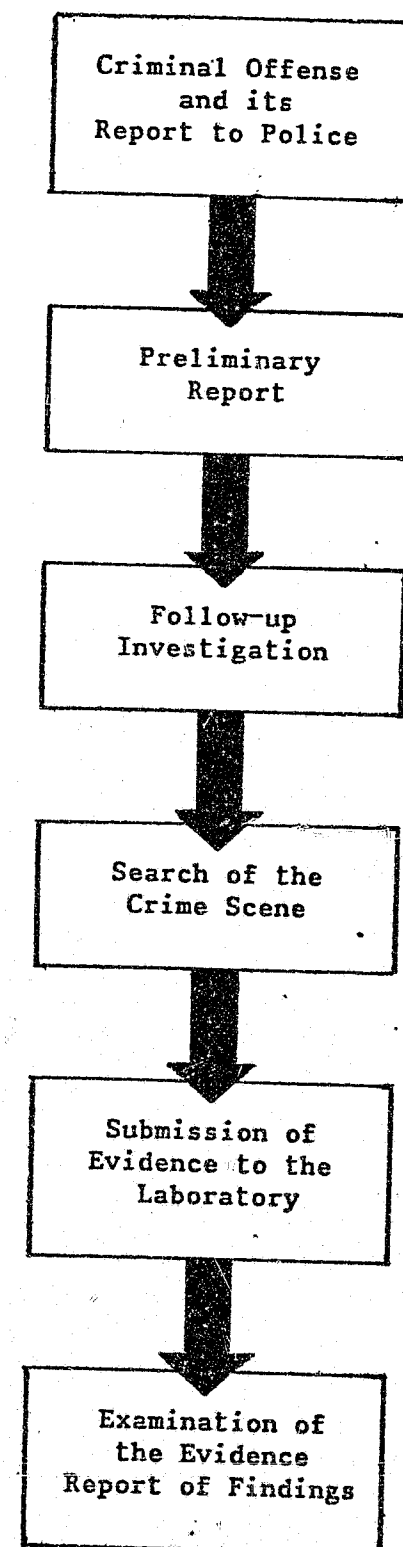 Criminal Offense
and its
Report to Police
Preliminary
Report
Follow-up
Investigation
Search of the
Crime Scene
Submission of
Evidence to the
Laboratory
Examination of
the Evidence
Report of Findings